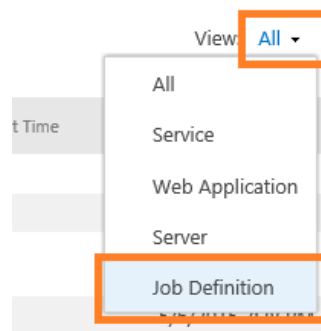 View: All
All
t Time
Service
Web Application
Server
Job Definition